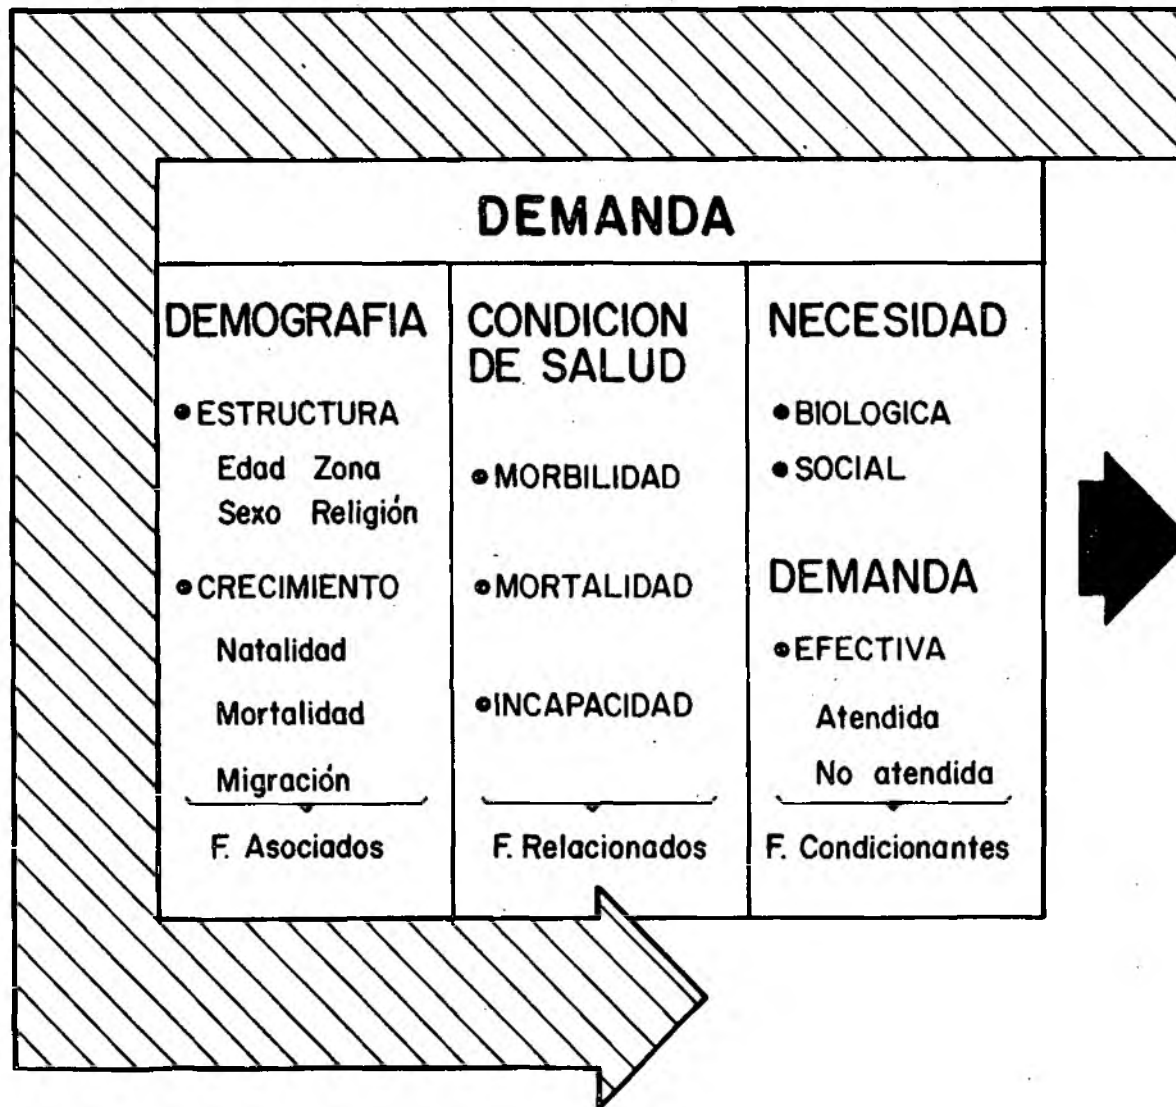 DEMANDA
DEMOGRAFIA
• ESTRUCTURA
Edad Zona
Sexo Religión
• CRECIMIENTO
Natalidad
Mortalidad
Migración
F. Asociados
CONDICION
DE SALUD
• MORBILIDAD
• MORTALIDAD
• INCAPACIDAD
F. Relacionados
NECESIDAD
• BIOLOGICA
• SOCIAL
DEMANDA
• EFECTIVA
Atendida
No atendida
F. Condicionantes